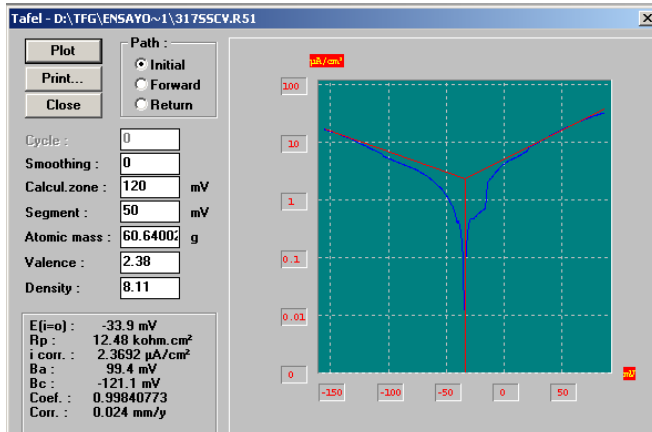 Tafel - D:\TFG\ENSAYO~1\317SSCV.R51
Plot
Print...
Close
Path :
Initial
Forward
Return
Cycle : 0
Smoothing : 0
Calcul.zone : 120 mV
Segment : 50 mV
Atomic mass : 60.64002 g
Valence : 2.38
Density : 8.11
E(i=o) : -33.9 mV
Rp : 12.48 kohm.cm²
i corr. : 2.3692 µA/cm²
Ba : 99.4 mV
Bc : -121.1 mV
Coef. : 0.99840773
Corr. : 0.024 mm/y
µA/cm²
100
10
1
0.1
0.01
0
mV
-150 -100 -50 0 50